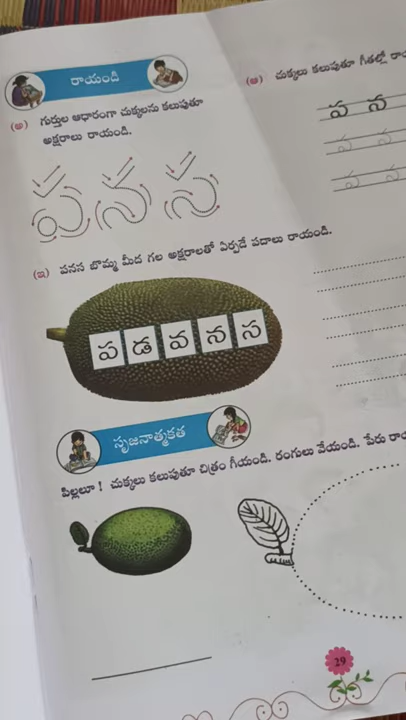 రాయండి
(అ) గుర్తుల ఆధారంగా చుక్కలను కలుపుతూ
అక్షరాలు రాయండి.
ప న స
(ఆ) చుక్కలు కలుపుతూ గీతల్లో
ప న
ప న
ప న
(ఇ) పనస బొమ్మ మీద గల అక్షరాలతో ఏర్పడే పదాలు రాయండి.
ప డ వ న స
సృజనాత్మకత
పిల్లలూ ! చుక్కలు కలుపుతూ చిత్రం గీయండి. రంగులు వేయండి. పేరు
29